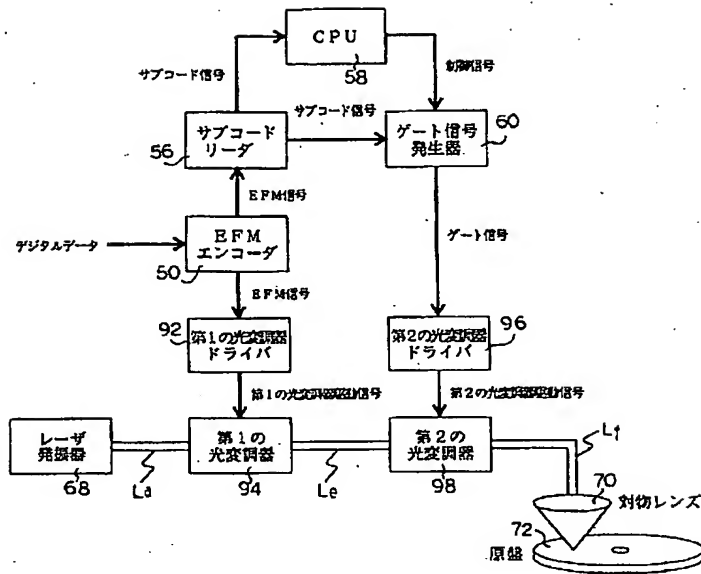 CPU
58
サブコード信号
制御信号
サブコード信号
サブコード
リーダ
56
ゲート信号
発生器
60
EFM信号
デジタルデータ
EFM
エンコーダ
50
ゲート信号
EFM信号
92
第1の光変調器
ドライバ
第2の光変調器
ドライバ
96
第1の光変調器駆動信号
第2の光変調器駆動信号
レーザ
発振器
68
La
第1の
光変調器
94
Le
第2の
光変調器
98
Lf
70
対物レンズ
72
原盤